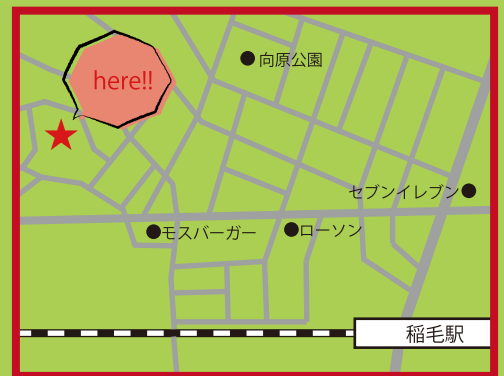 向原公園
here!!
セブンイレブン
モスバーガー
ローソン
稲毛駅